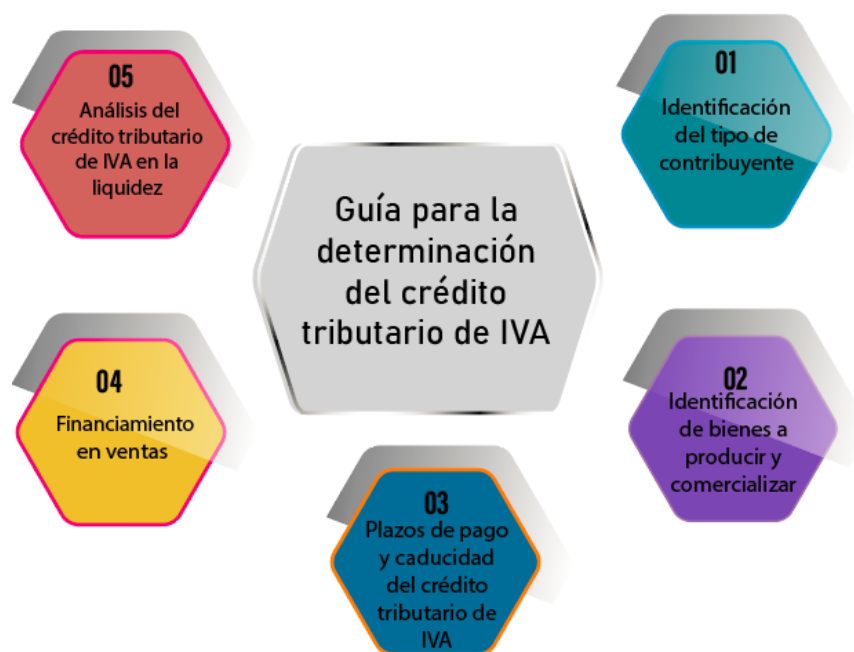 Guía para la
determinación
del crédito
tributario de IVA
01
Identificación
del tipo de
contribuyente
02
Identificación
de bienes a
producir y
comercializar
03
Plazos de pago
y caducidad
del crédito
tributario de
IVA
04
Financiamiento
en ventas
05
Análisis del
crédito tributario
de IVA en la
liquidez